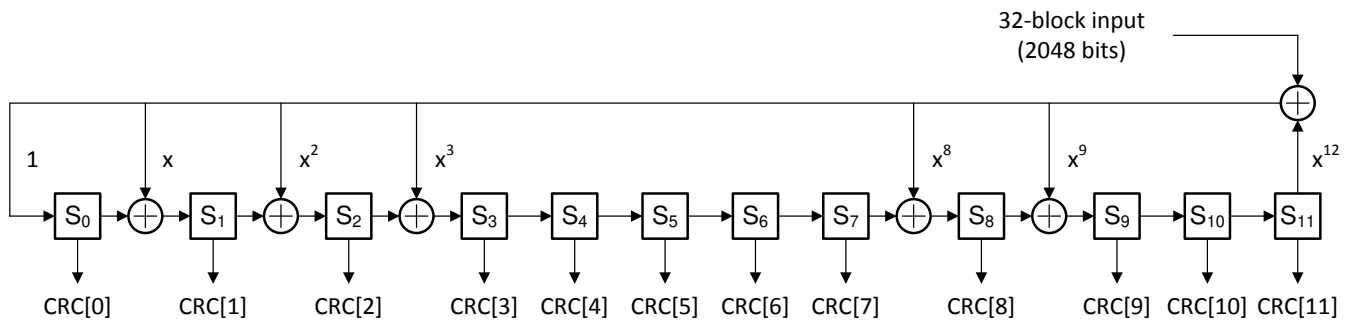 32-block input
(2048 bits)
1 x x² x³ x⁸ x⁹ x¹²
S₀ S₁ S₂ S₃ S₄ S₅ S₆ S₇ S₈ S₉ S₁₀ S₁₁
CRC[0] CRC[1] CRC[2] CRC[3] CRC[4] CRC[5] CRC[6] CRC[7] CRC[8] CRC[9] CRC[10] CRC[11]